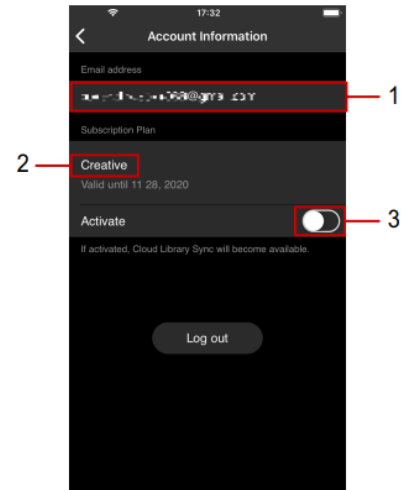 17:32
Account Information
Email address
1
Subscription Plan
2
Creative
Valid until 11 28, 2020
Activate
3
If activated, Cloud Library Sync will become available.
Log out